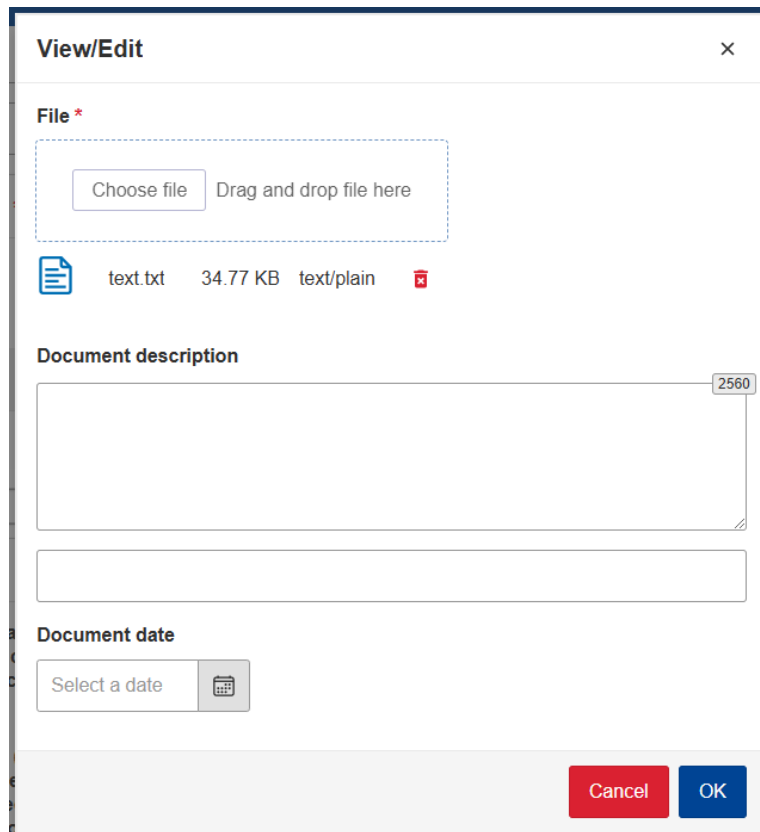 View/Edit ×
File *
Choose file Drag and drop file here
text.txt 34.77 KB text/plain
Document description
2560
Document date
Select a date
Cancel OK